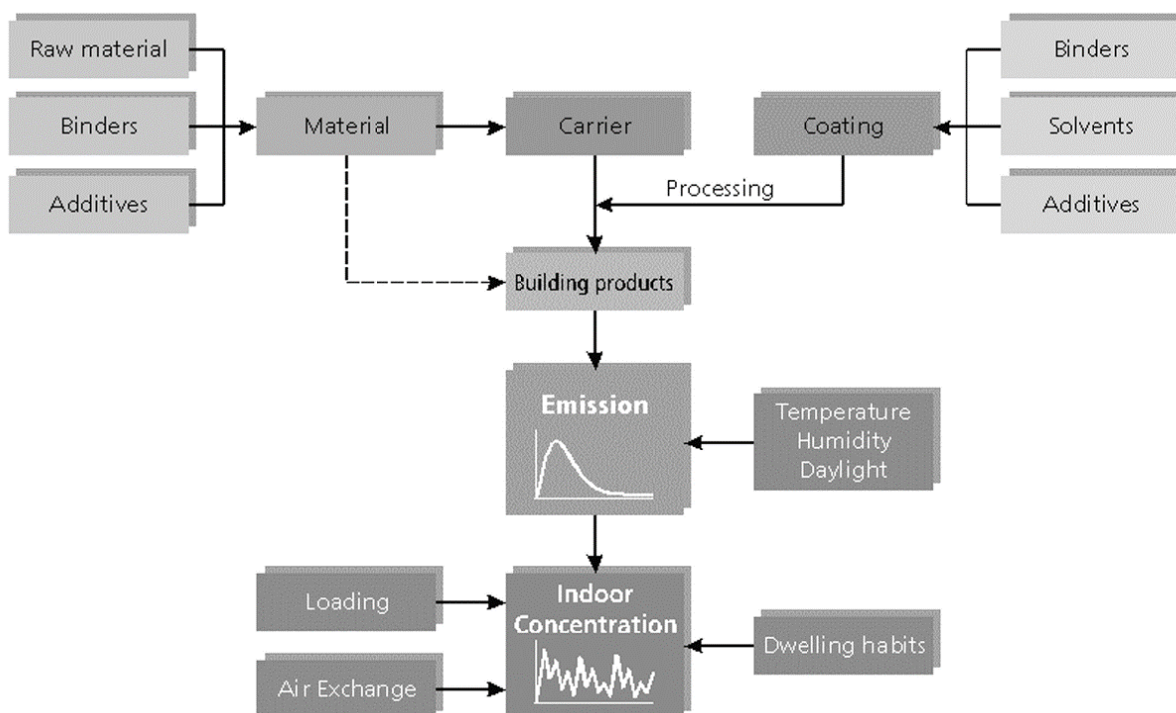 Raw material
Binders
Binders
Material
Carrier
Coating
Solvents
Additives
Processing
Additives
Building products
Emission
Temperature
Humidity
Daylight
Loading
Indoor
Concentration
Dwelling habits
Air Exchange